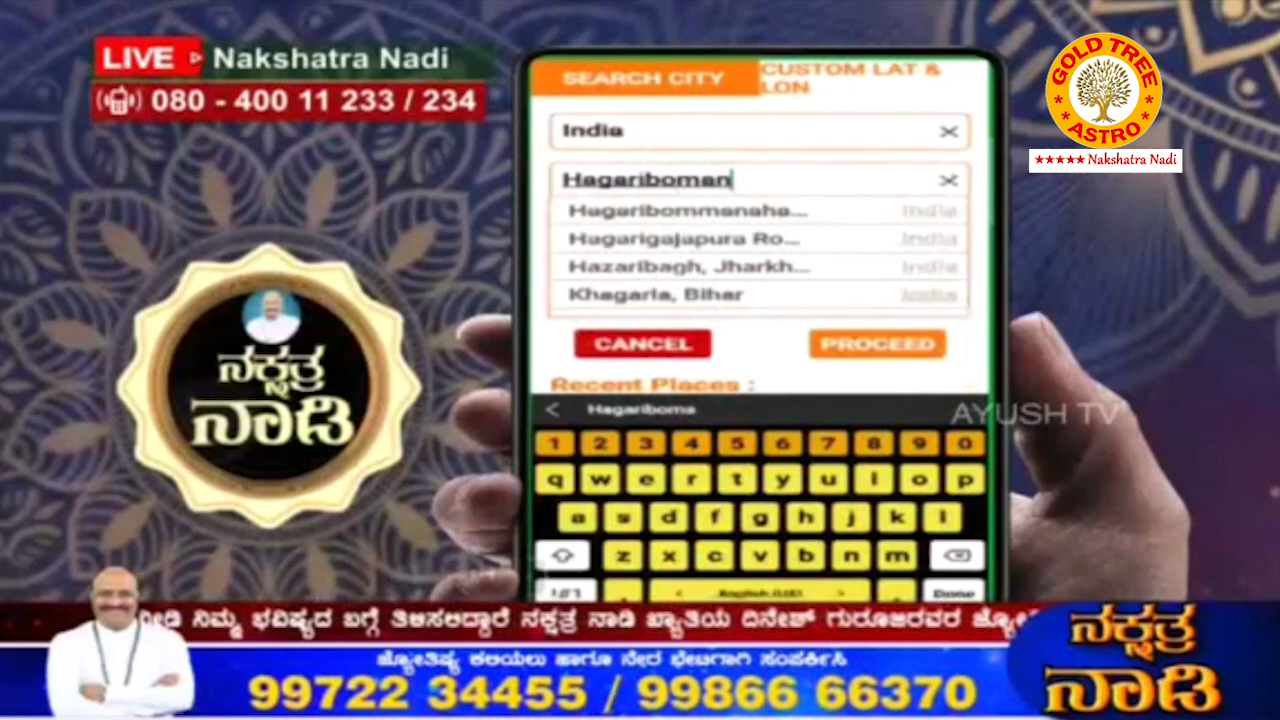 LIVE Nakshatra Nadi
080 - 400 11 233 / 234
GOLD TREE
ASTRO
★★★★★ Nakshatra Nadi
SEARCH CITY
CUSTOM LAT &
LON
India
Hagariboman
Hagaribommanaha... India
Hagarigajapura Ro... India
Hazaribagh, Jharkh... India
Khagaria, Bihar India
CANCEL PROCEED
Recent Places :
Hagariboma
AYUSH TV
1 2 3 4 5 6 7 8 9 0
q w e r t y u i o p
a s d f g h j k l
z x c v b n m
!#1 , < English (US) > . Done
ನಕ್ಷತ್ರ
ನಾಡಿ
ನಿಮ್ಮ ಭವಿಷ್ಯದ ಬಗ್ಗೆ ತಿಳಿಸಲಿದ್ದಾರೆ ನಕ್ಷತ್ರ ನಾಡಿ ಖ್ಯಾತಿಯ ದಿನೇಶ್ ಗುರೂಜಿರವರ
ಜ್ಯೋತಿಷ್ಯ ಕಲಿಯಲು ಹಾಗೂ ನೇರ ಭೇಟಿಗಾಗಿ ಸಂಪರ್ಕಿಸಿ
99722 34455 / 99866 66370
ನಕ್ಷತ್ರ
ನಾಡಿ